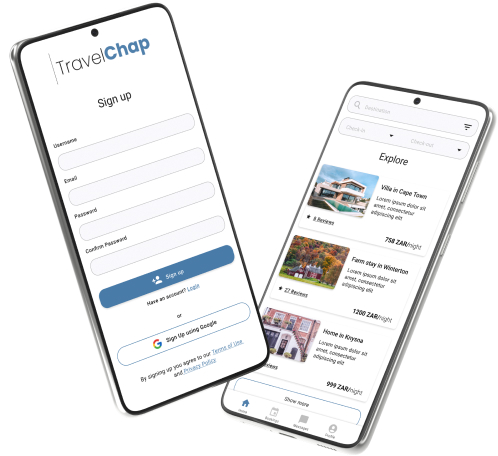 TravelChap
Sign up
Username
Email
Password
Confirm Password
Sign up
Have an account? Login
or
Sign Up using Google
By signing up you agree to our Terms of Use
and Privacy Policy
Destination
Check in
Check out
Explore
Villa in Cape Town
Lorem ipsum dolor sit
amet, consectetur
adipiscing elit
8 Reviews
758 ZAR/night
Farm stay in Winterton
Lorem ipsum dolor sit
amet, consectetur
adipiscing elit
27 Reviews
1200 ZAR/night
Home in Knysna
Lorem ipsum dolor sit
amet, consectetur
adipiscing elit
999 ZAR/night
Show more
Home
Messages
Profile